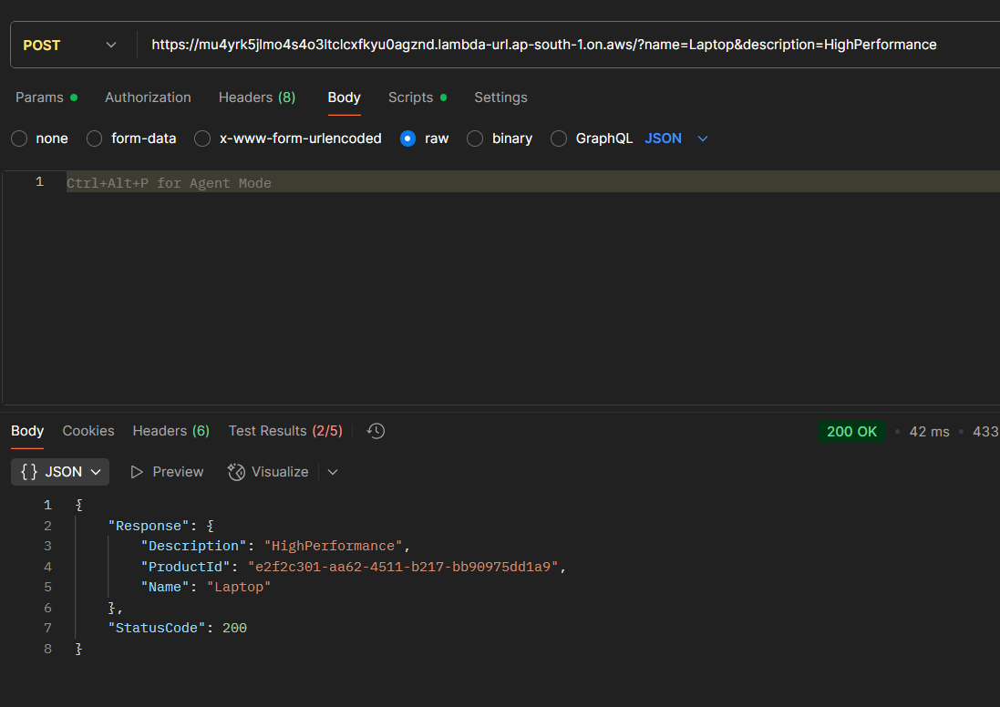 POST https://mu4yrk5jlmo4s4o3ltclcxfkyu0agznd.lambda-url.ap-south-1.on.aws/?name=Laptop&description=HighPerformance
Params Authorization Headers (8) Body Scripts Settings
none form-data x-www-form-urlencoded raw binary GraphQL JSON
1 Ctrl+Alt+P for Agent Mode
Body Cookies Headers (6) Test Results (2/5) 200 OK • 42 ms • 433
{} JSON Preview Visualize
1 {
2 "Response": {
3 "Description": "HighPerformance",
4 "ProductId": "e2f2c301-aa62-4511-b217-bb90975dd1a9",
5 "Name": "Laptop"
6 },
7 "StatusCode": 200
8 }